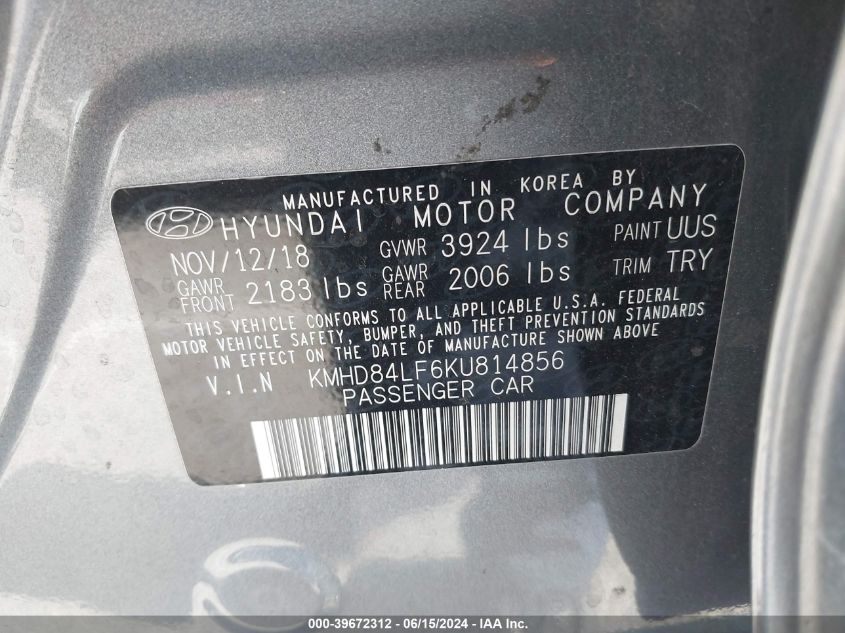 MANUFACTURED IN KOREA BY
HYUNDAI MOTOR COMPANY
NOV/12/18 GVWR 3924 lbs PAINT UUS
GAWR FRONT 2183 lbs GAWR REAR 2006 lbs TRIM TRY
THIS VEHICLE CONFORMS TO ALL APPLICABLE U.S.A. FEDERAL
MOTOR VEHICLE SAFETY, BUMPER, AND THEFT PREVENTION STANDARDS
IN EFFECT ON THE DATE OF MANUFACTURE SHOWN ABOVE
V.I.N KMHD84LF6KU814856
PASSENGER CAR
000-39672312 - 06/15/2024 - IAAI.com